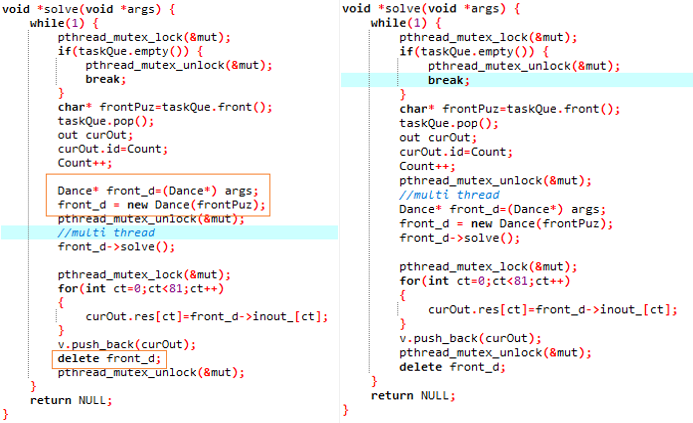 void *solve(void *args) {
while(1) {
pthread_mutex_lock(&mut);
if(taskQue.empty()) {
pthread_mutex_unlock(&mut);
break;
}
char* frontPuz=taskQue.front();
taskQue.pop();
out curOut;
curOut.id=Count;
Count++;
Dance* front_d=(Dance*) args;
front_d = new Dance(frontPuz);
pthread_mutex_unlock(&mut);
//multi thread
front_d->solve();
pthread_mutex_lock(&mut);
for(int ct=0;ct<81;ct++)
{
curOut.res[ct]=front_d->inout_[ct];
}
v.push_back(curOut);
delete front_d;
pthread_mutex_unlock(&mut);
}
return NULL;
}
void *solve(void *args) {
while(1) {
pthread_mutex_lock(&mut);
if(taskQue.empty()) {
pthread_mutex_unlock(&mut);
break;
}
char* frontPuz=taskQue.front();
taskQue.pop();
out curOut;
curOut.id=Count;
Count++;
pthread_mutex_unlock(&mut);
//multi thread
Dance* front_d=(Dance*) args;
front_d = new Dance(frontPuz);
front_d->solve();
pthread_mutex_lock(&mut);
for(int ct=0;ct<81;ct++)
{
curOut.res[ct]=front_d->inout_[ct];
}
v.push_back(curOut);
pthread_mutex_unlock(&mut);
delete front_d;
}
return NULL;
}